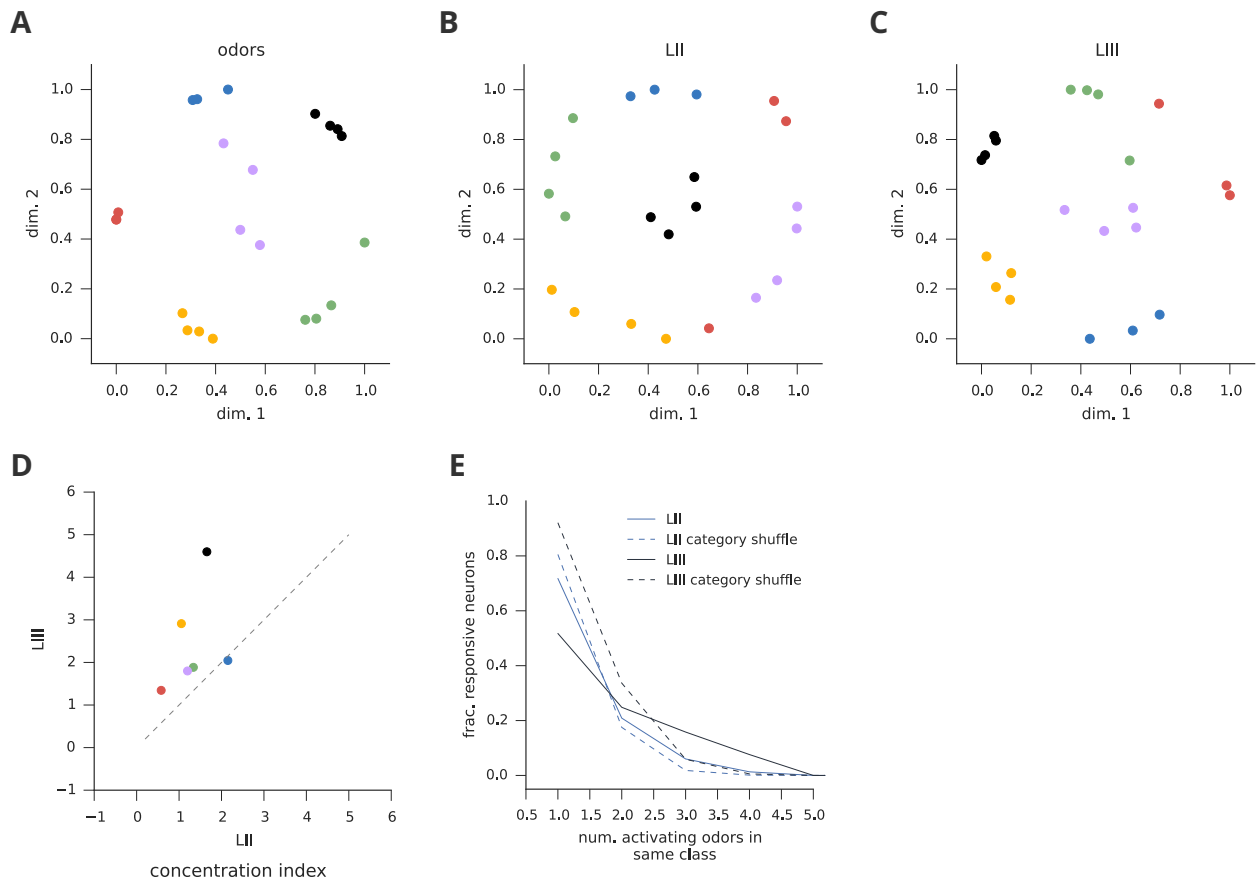 A
odors
1.0
0.8
0.6
0.4
0.2
0.0
dim. 2
0.0 0.2 0.4 0.6 0.8 1.0
dim. 1
B
LII
1.0
0.8
0.6
0.4
0.2
0.0
dim. 2
0.0 0.2 0.4 0.6 0.8 1.0
dim. 1
C
LIII
1.0
0.8
0.6
0.4
0.2
0.0
dim. 2
0.0 0.2 0.4 0.6 0.8 1.0
dim. 1
D
6
5
4
3
2
1
0
−1
LIII
−1 0 1 2 3 4 5 6
LII
concentration index
E
1.0
0.8
0.6
0.4
0.2
0.0
frac. responsive neurons
LII
LII category shuffle
LIII
LIII category shuffle
0.5 1.0 1.5 2.0 2.5 3.0 3.5 4.0 4.5 5.0
num. activating odors in
same class